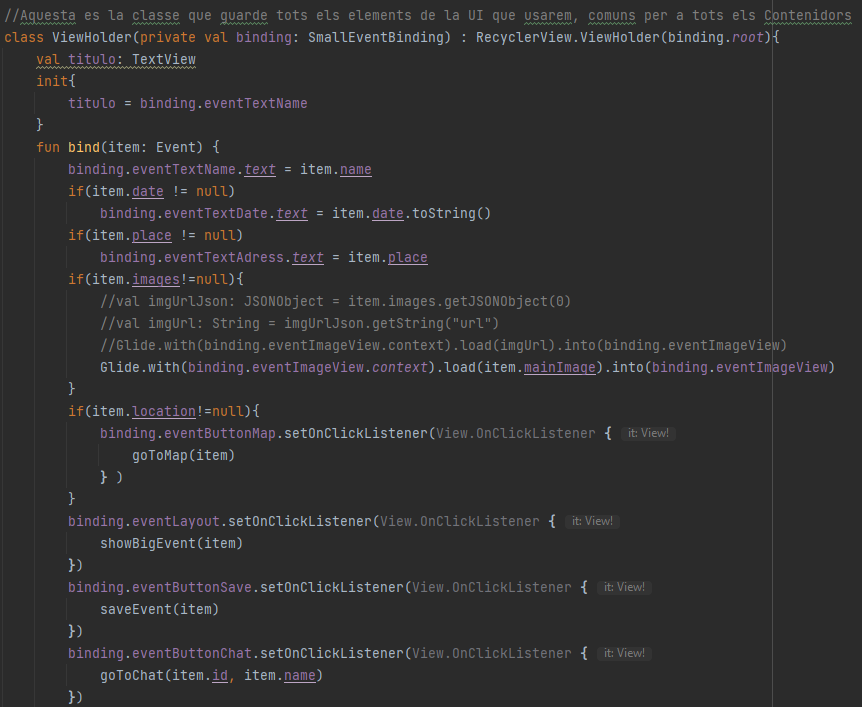 //Aquesta es la classe que guarde tots els elements de la UI que usarem, comuns per a tots els Contenidors
class ViewHolder(private val binding: SmallEventBinding) : RecyclerView.ViewHolder(binding.root){
    val titulo: TextView
    init{
        titulo = binding.eventTextName
    }
    fun bind(item: Event) {
        binding.eventTextName.text = item.name
        if(item.date != null)
            binding.eventTextDate.text = item.date.toString()
        if(item.place != null)
            binding.eventTextAdress.text = item.place
        if(item.images!=null){
            //val imgUrlJson: JSONObject = item.images.getJSONObject(0)
            //val imgUrl: String = imgUrlJson.getString("url")
            //Glide.with(binding.eventImageView.context).load(imgUrl).into(binding.eventImageView)
            Glide.with(binding.eventImageView.context).load(item.mainImage).into(binding.eventImageView)
        }
        if(item.location!=null){
            binding.eventButtonMap.setOnClickListener(View.OnClickListener { it: View!
                goToMap(item)
            } )
        }
        binding.eventLayout.setOnClickListener(View.OnClickListener { it: View!
            showBigEvent(item)
        })
        binding.eventButtonSave.setOnClickListener(View.OnClickListener { it: View!
            saveEvent(item)
        })
        binding.eventButtonChat.setOnClickListener(View.OnClickListener { it: View!
            goToChat(item.id, item.name)
        })